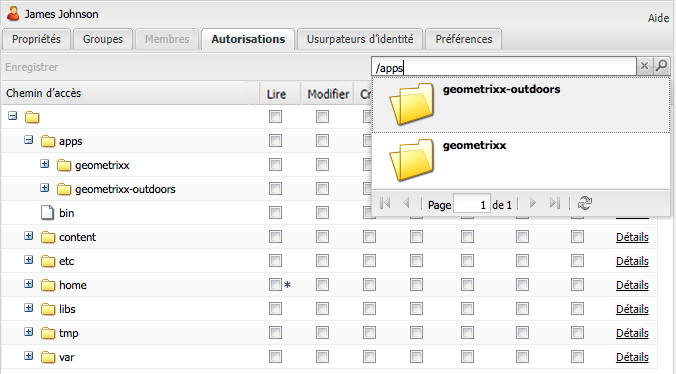 James Johnson
Aide
Propriétés Groupes Membres Autorisations Usurpateurs d'identité Préférences
Enregistrer
/apps
Chemin d'accès Lire Modifier
geometrixx-outdoors
geometrixx
Page 1 de 1
apps
geometrixx
geometrixx-outdoors
bin Détails
content Détails
etc Détails
home * Détails
libs Détails
tmp Détails
var Détails